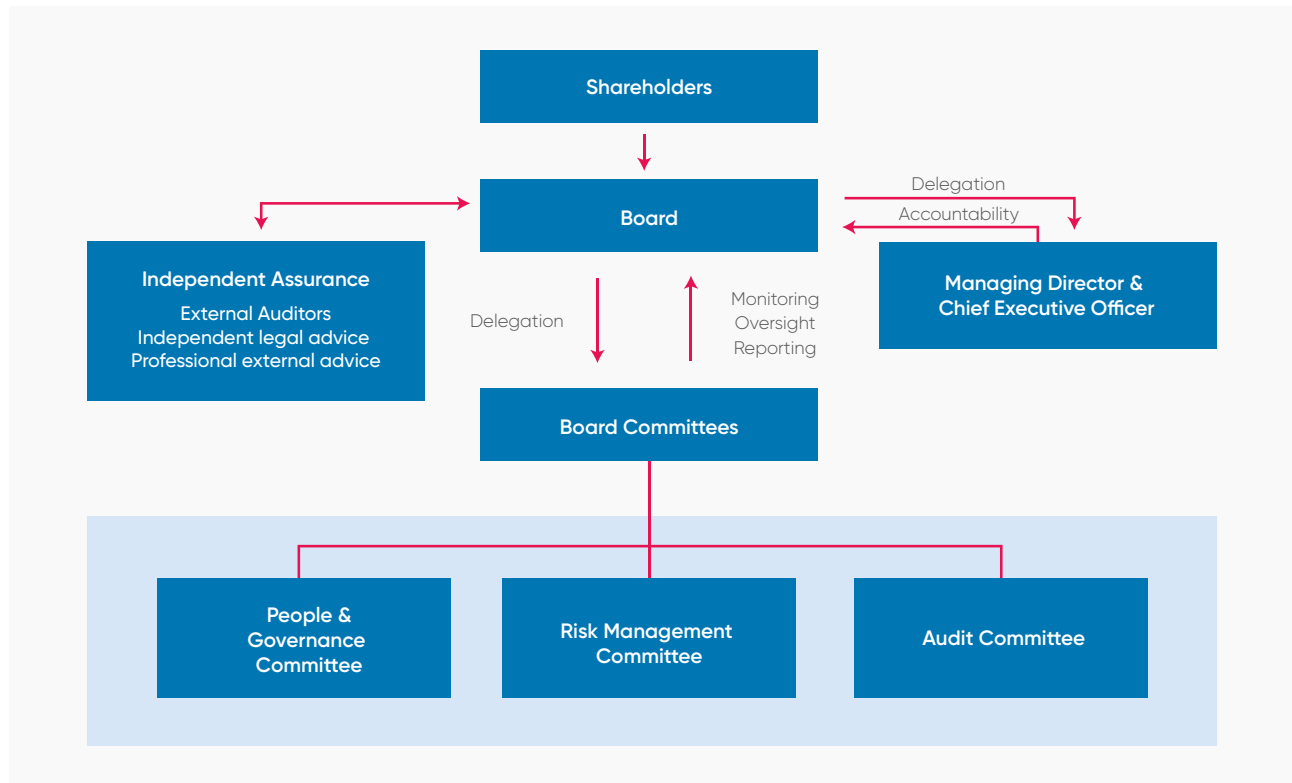 Shareholders
Board
Delegation
Accountability
Independent Assurance
External Auditors
Independent legal advice
Professional external advice
Managing Director &
Chief Executive Officer
Delegation
Monitoring
Oversight
Reporting
Board Committees
People &
Governance
Committee
Risk Management
Committee
Audit Committee